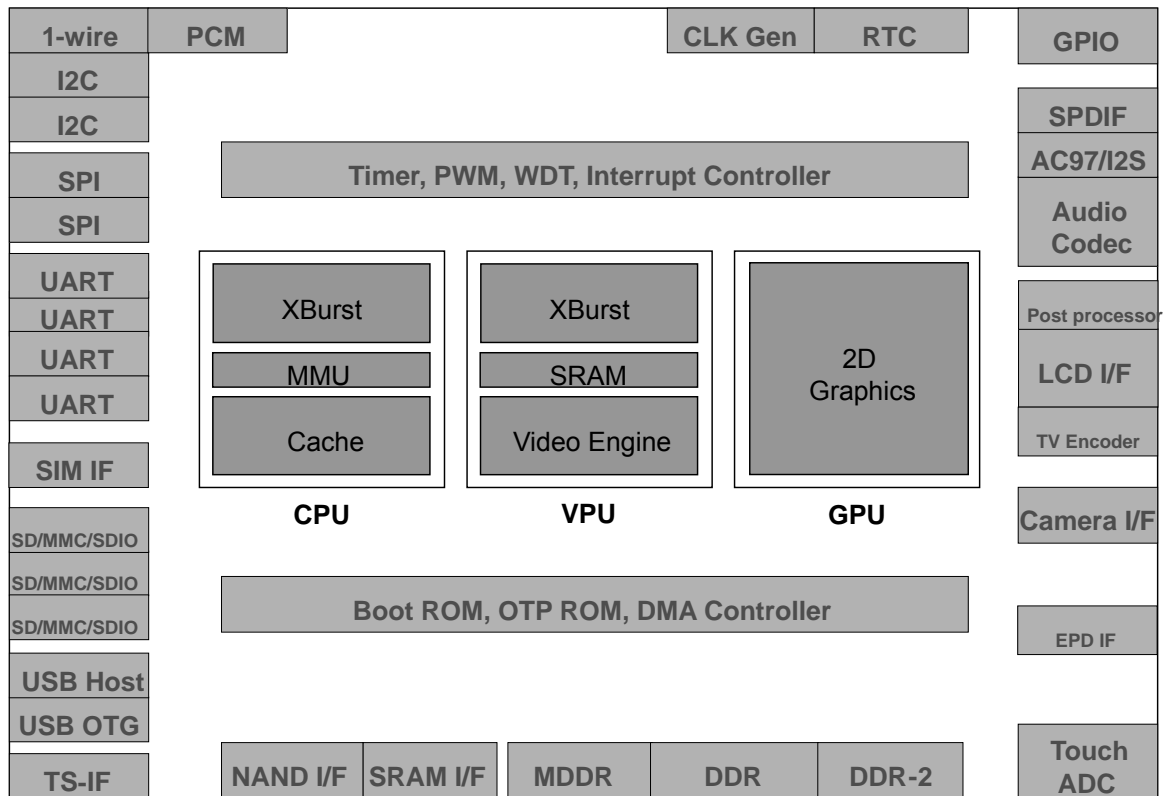 1-wire
PCM
CLK Gen
RTC
GPIO
I2C
I2C
SPI
SPI
UART
UART
UART
UART
SIM IF
SD/MMC/SDIO
SD/MMC/SDIO
SD/MMC/SDIO
USB Host
USB OTG
TS-IF
Timer, PWM, WDT, Interrupt Controller
XBurst
MMU
Cache
CPU
XBurst
SRAM
Video Engine
VPU
2D
Graphics
GPU
Boot ROM, OTP ROM, DMA Controller
NAND I/F
SRAM I/F
MDDR
DDR
DDR-2
SPDIF
AC97/I2S
Audio
Codec
Post processor
LCD I/F
TV Encoder
Camera I/F
EPD IF
Touch
ADC